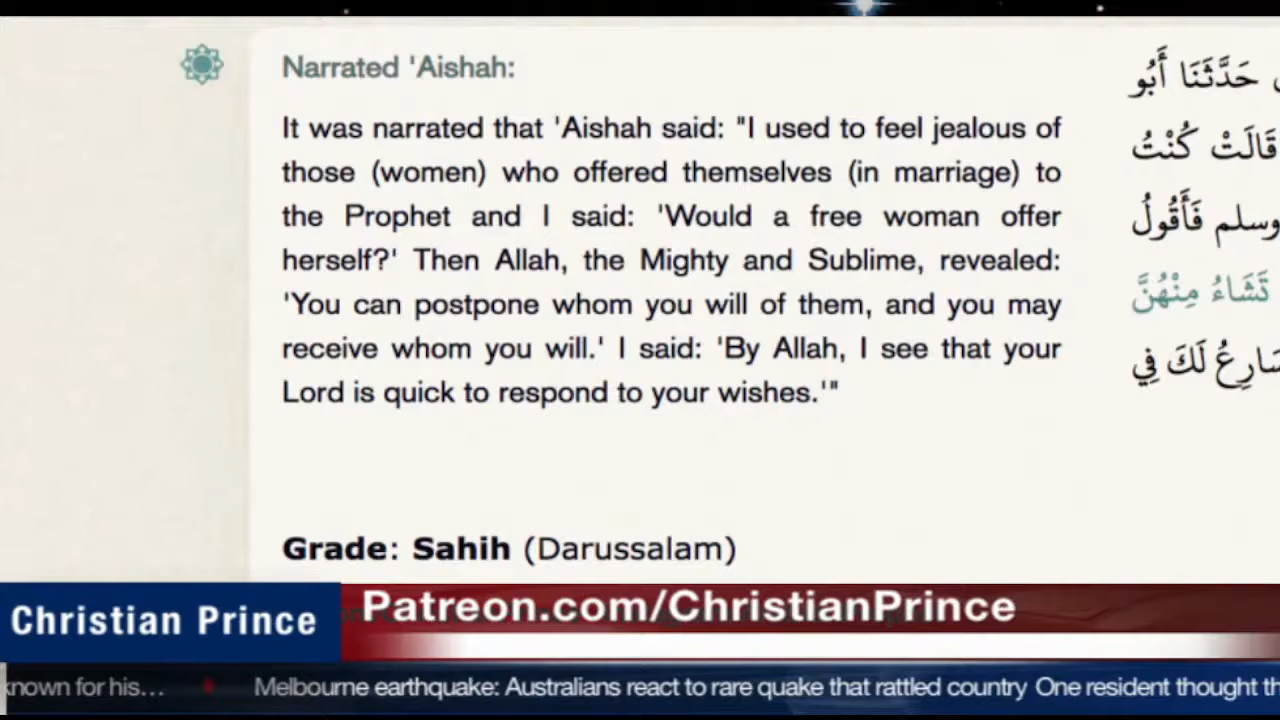 Narrated 'Aishah:
It was narrated that 'Aishah said: "I used to feel jealous of
those (women) who offered themselves (in marriage) to
the Prophet and I said: 'Would a free woman offer
herself?' Then Allah, the Mighty and Sublime, revealed:
'You can postpone whom you will of them, and you may
receive whom you will.' I said: 'By Allah, I see that your
Lord is quick to respond to your wishes.'"
حَدَّثَنَا أَبُو
قَالَتْ كُنْتُ
وسلم فَأَقُولُ
تَشَاءُ مِنْهُنَّ
لَكَ فِي
Grade: Sahih (Darussalam)
Christian Prince
Patreon.com/ChristianPrince
known for his... Melbourne earthquake: Australians react to rare quake that rattled country One resident thought